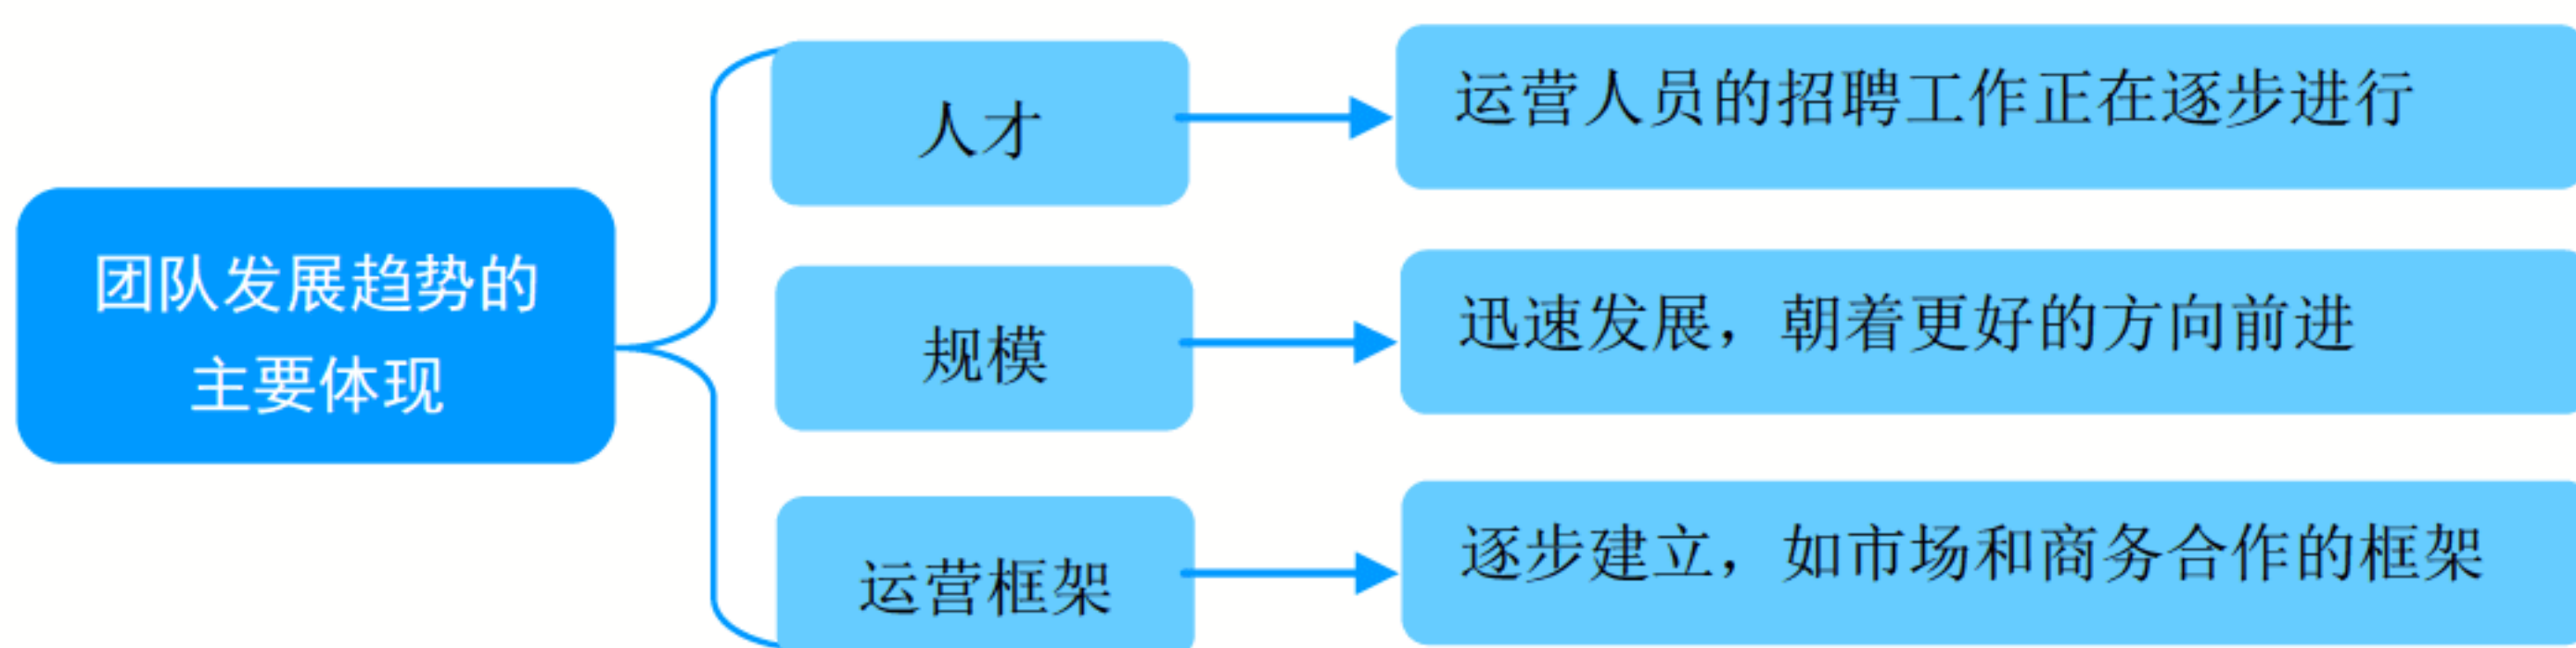 团队发展趋势的
主要体现
人才
运营人员的招聘工作正在逐步进行
规模
迅速发展，朝着更好的方向前进
运营框架
逐步建立，如市场和商务合作的框架